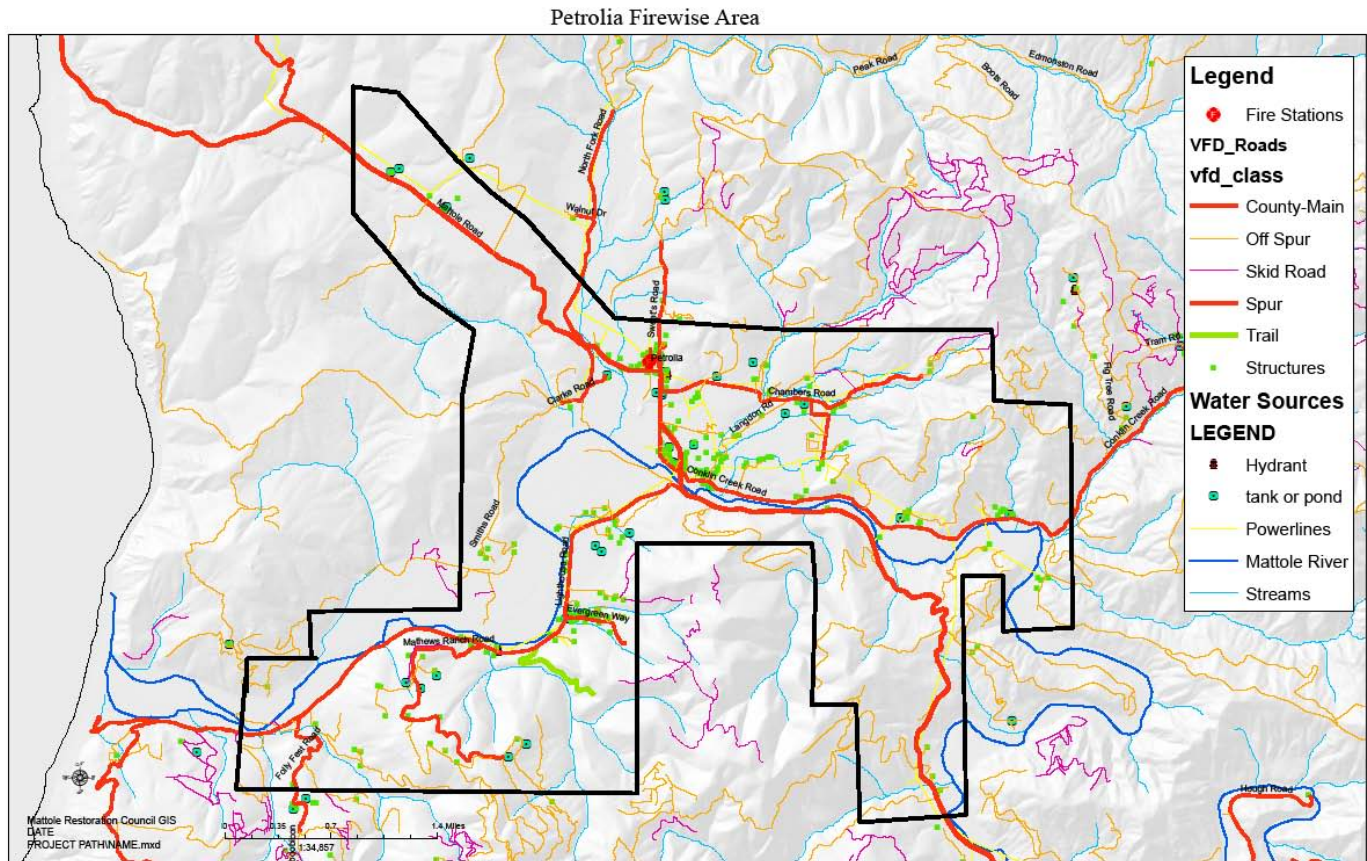 Petrolia Firewise Area
Peak Road
Edmonston Road
Boots Road
North Fork Road
Walnut Dr
Mattole Road
Petrolia
Clarke Road
Chambers Road
Langdon Rd
Conklin Creek Road
Tram Rd
Pig Tree Road
Conklin Creek Road
Smiths Road
Lighthouse Road
Evergreen Way
Mathews Ranch Road
Hough Road
Legend
Fire Stations
VFD_Roads
vfd_class
County-Main
Off Spur
Skid Road
Spur
Trail
Structures
Water Sources
LEGEND
Hydrant
tank or pond
Powerlines
Mattole River
Streams
0 0.35 0.7 1.4 Miles
1:34,857
Mattole Restoration Council GIS
DATE
PROJECT PATH\NAME.mxd